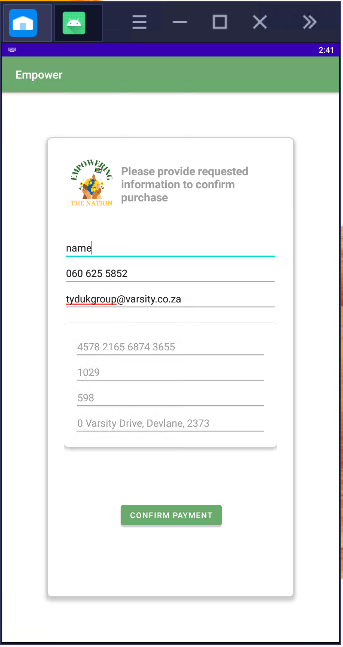 2:41
Empower
EMPOWERING
THE NATION
Please provide requested
information to confirm
purchase
name
060 625 5852
tydukgroup@varsity.co.za
4578 2165 6874 3655
1029
598
0 Varsity Drive, Devlane, 2373
CONFIRM PAYMENT